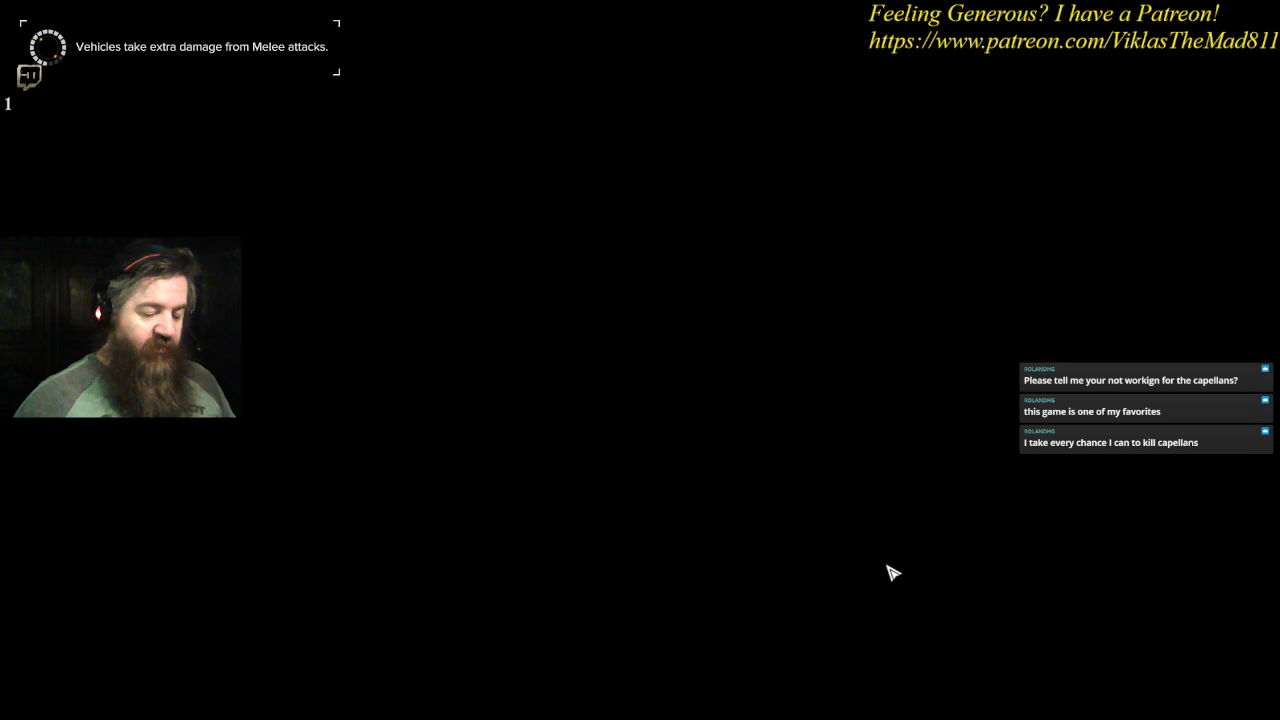 Feeling Generous? I have a Patreon!
https://www.patreon.com/ViklasTheMad811
Vehicles take extra damage from Melee attacks.
1
Please tell me your not workign for the capellans?
this game is one of my favorites
I take every chance I can to kill capellans